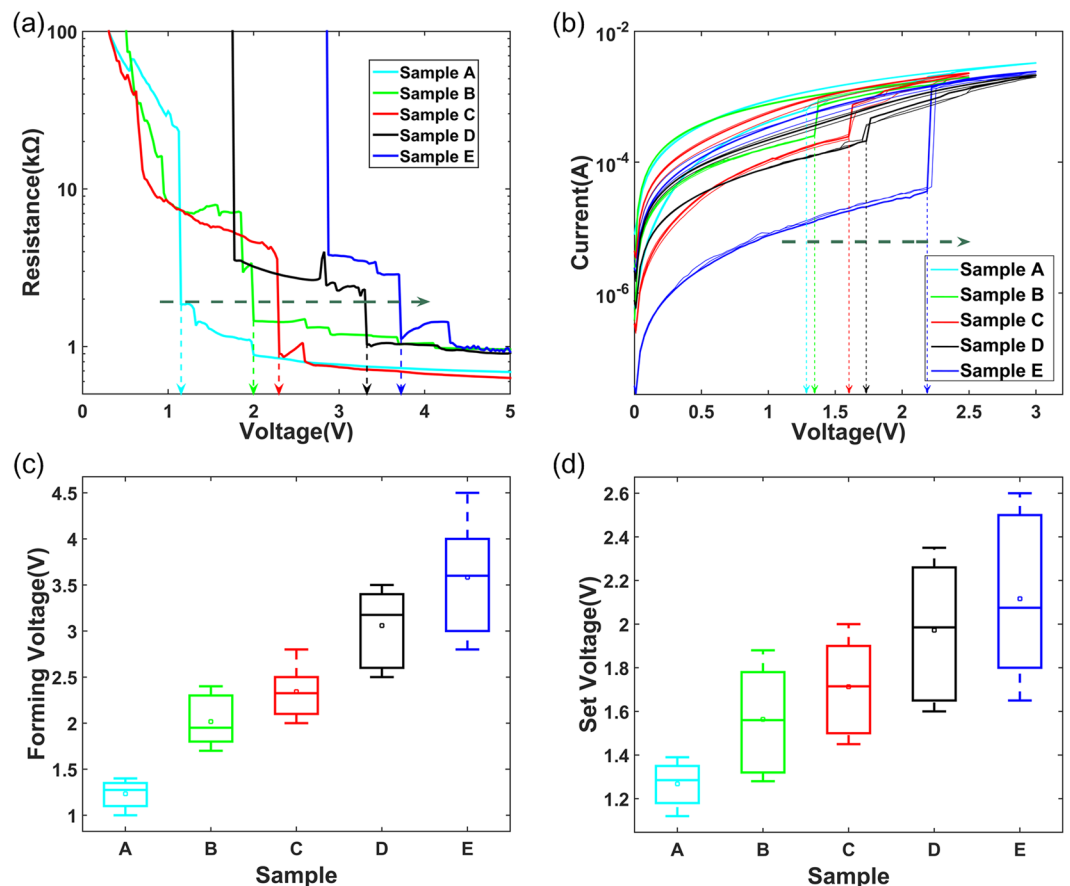 (a)
100
10
1
Resistance(kΩ)
Sample A
Sample B
Sample C
Sample D
Sample E
0 1 2 3 4 5
Voltage(V)
(b)
10-2
10-4
10-6
Current(A)
Sample A
Sample B
Sample C
Sample D
Sample E
0 0.5 1 1.5 2 2.5 3
Voltage(V)
(c)
4.5
4
3.5
3
2.5
2
1.5
1
Forming Voltage(V)
A B C D E
Sample
(d)
2.6
2.4
2.2
2
1.8
1.6
1.4
1.2
Set Voltage(V)
A B C D E
Sample